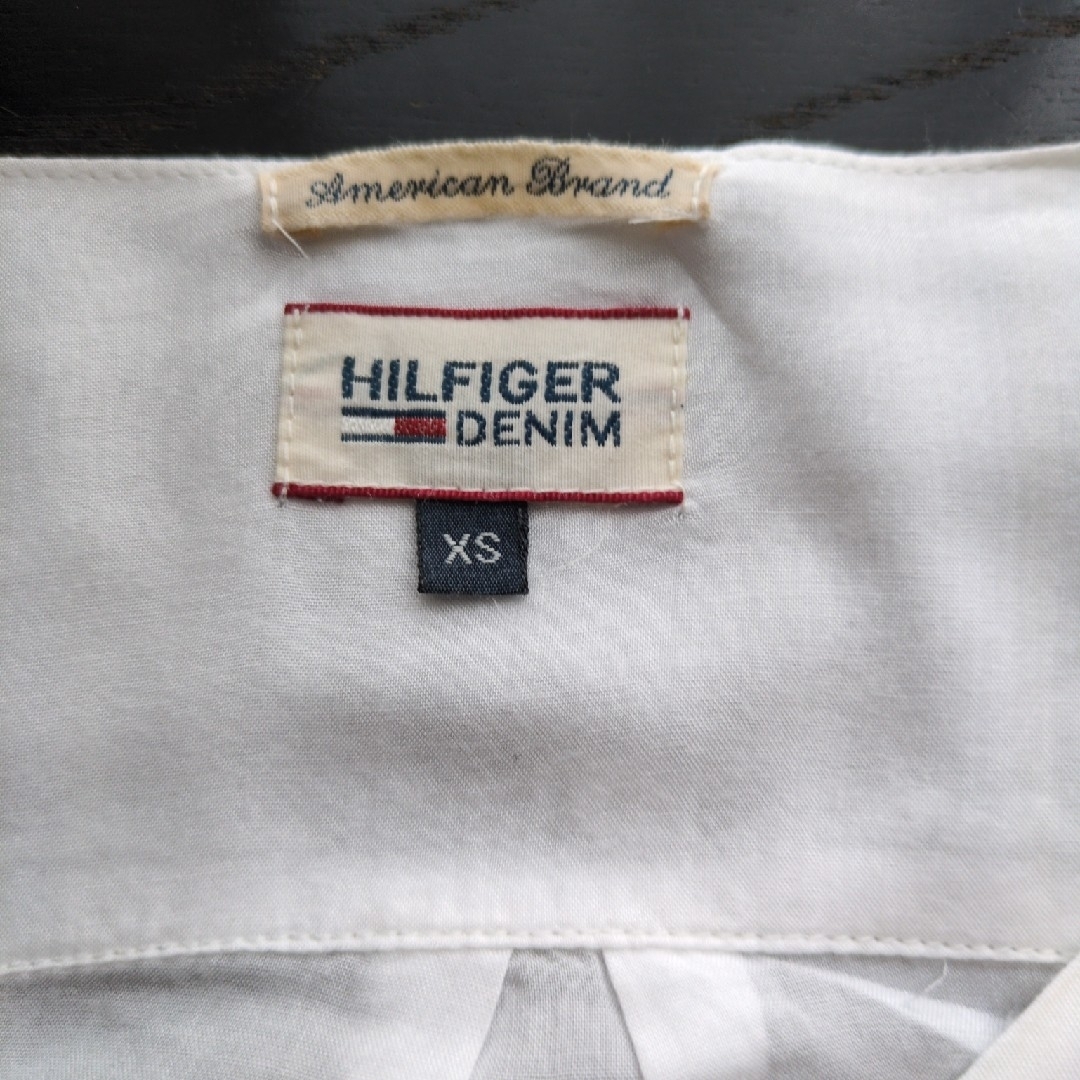 American Brand
HILFIGER
DENIM
XS